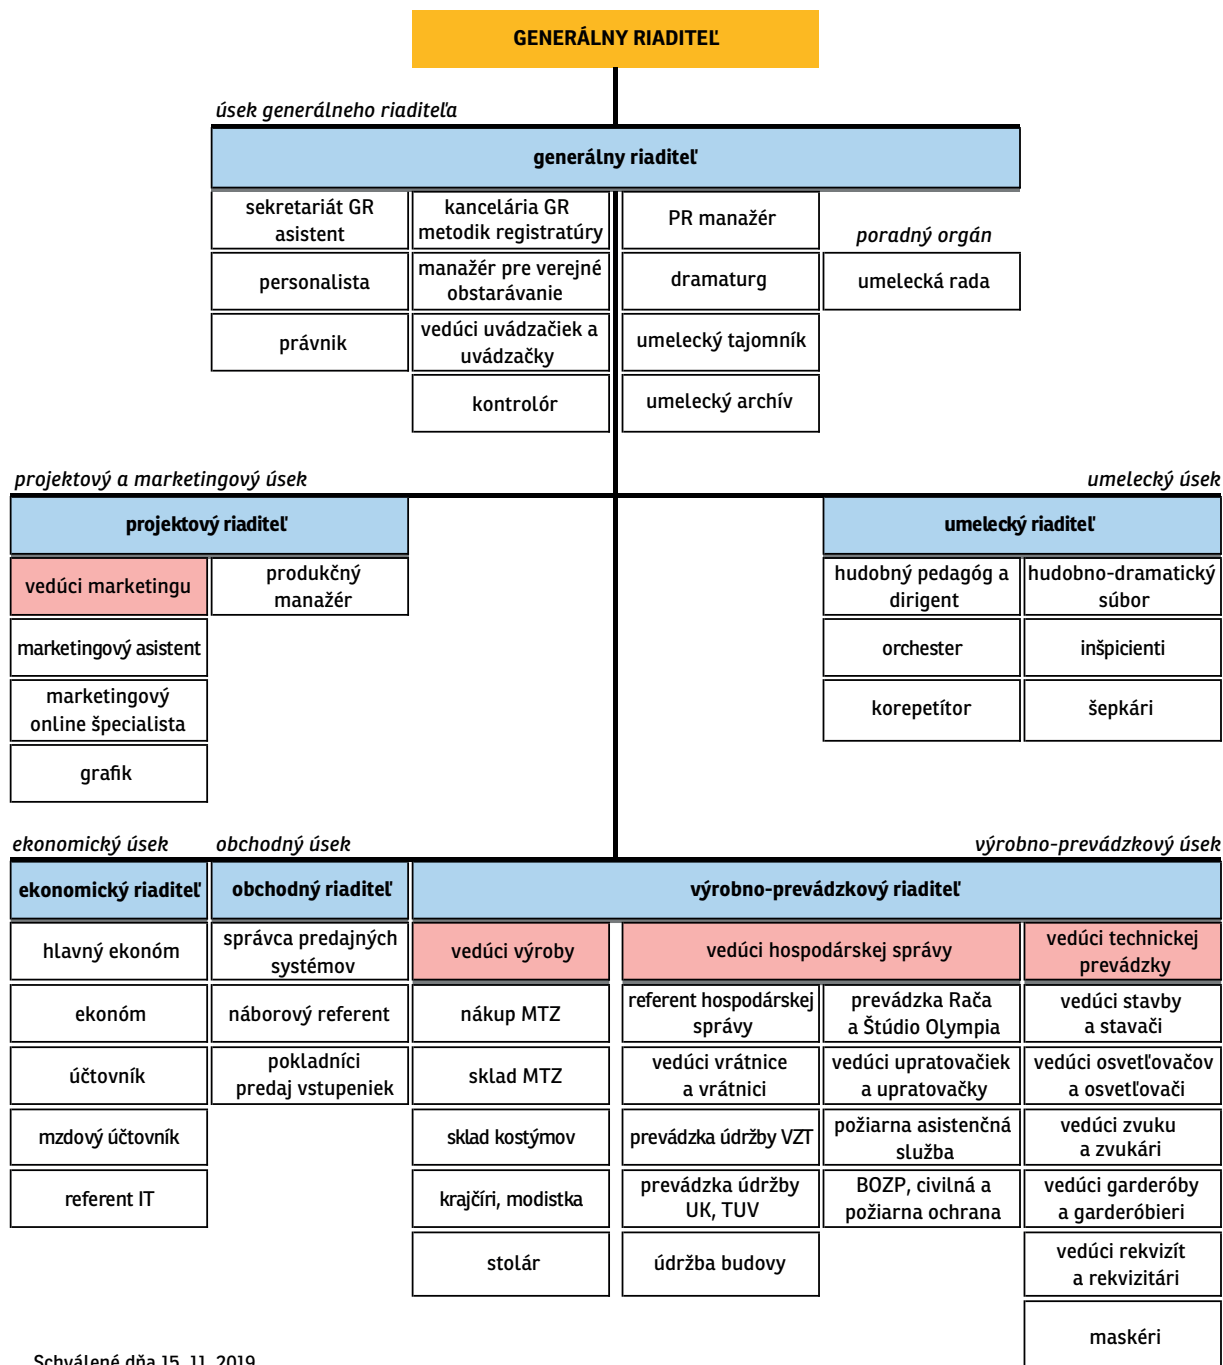 GENERÁLNY RIADITEĽ
úsek generálneho riaditeľa
generálny riaditeľ
sekretariát GR
asistent
personalista
právnik
kancelária GR
metodik registratúry
manažér pre verejné
obstarávanie
vedúci uvádzačiek a
uvádzačky
kontrolór
PR manažér
dramaturg
umelecký tajomník
umelecký archív
poradný orgán
umelecká rada
projektový a marketingový úsek
projektový riaditeľ
vedúci marketingu
marketingový asistent
marketingový
online špecialista
grafik
produkčný
manažér
umelecký úsek
umelecký riaditeľ
hudobný pedagóg a
dirigent
orchester
korepetítor
hudobno-dramatický
súbor
inšpicienti
šepkári
ekonomický úsek
ekonomický riaditeľ
hlavný ekonóm
ekonóm
účtovník
mzdový účtovník
referent IT
obchodný úsek
obchodný riaditeľ
správca predajných
systémov
náborový referent
pokladníci
predaj vstupeniek
výrobno-prevádzkový úsek
výrobno-prevádzkový riaditeľ
vedúci výroby
nákup MTZ
sklad MTZ
sklad kostýmov
krajčíri, modistka
stolár
vedúci hospodárskej správy
referent hospodárskej
správy
vedúci vrátnice
a vrátnici
prevádzka údržby VZT
prevádzka údržby
UK, TUV
údržba budovy
prevádzka Rača
a Štúdio Olympia
vedúci upratovačiek
a upratovačky
požiarna asistenčná
služba
BOZP, civilná a
požiarna ochrana
vedúci technickej
prevádzky
vedúci stavby
a stavači
vedúci osvetľovačov
a osvetľovači
vedúci zvuku
a zvukári
vedúci garderóby
a garderóbieri
vedúci rekvizít
a rekvizitári
maskéri
Schválené dňa 15. 11. 2019